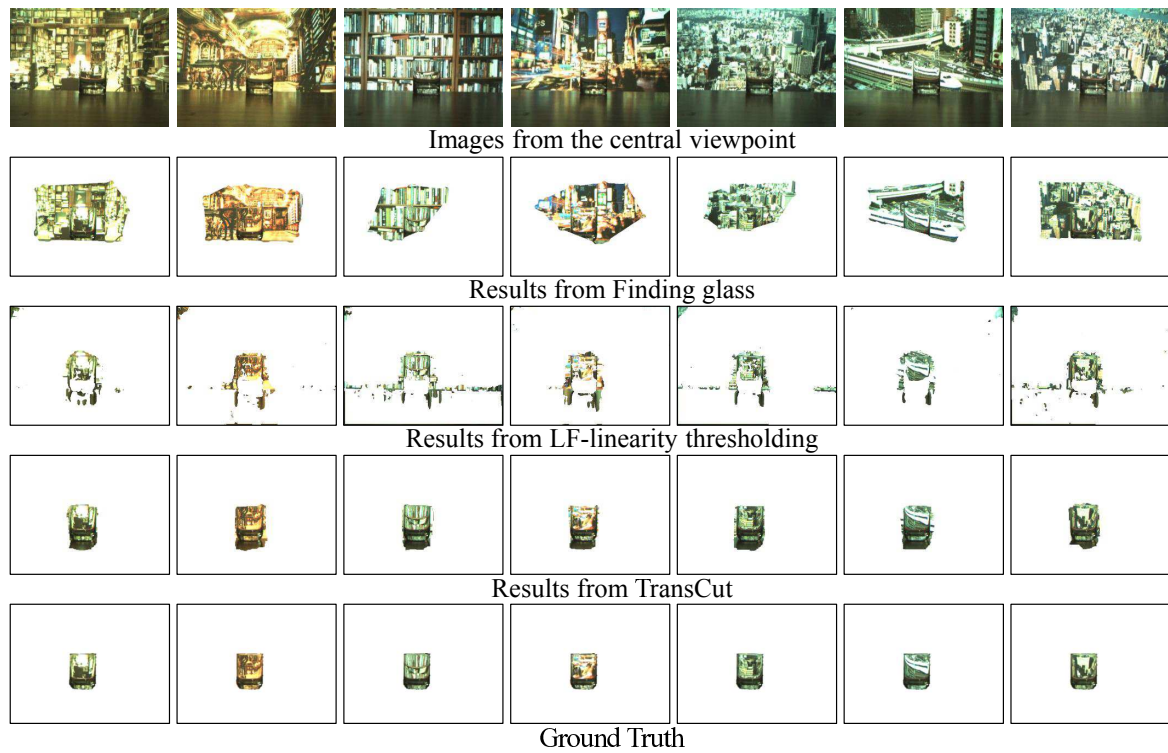 Images from the central viewpoint
Results from Finding glass
Results from LF-linearity thresholding
Results from TransCut
Ground Truth